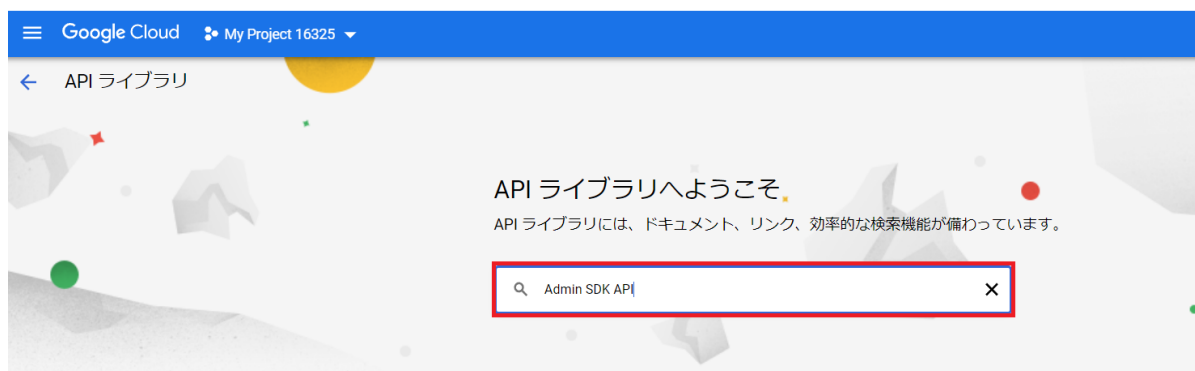 Google Cloud My Project 16325
API ライブラリ
API ライブラリへようこそ
API ライブラリには、ドキュメント、リンク、効率的な検索機能が備わっています。
Admin SDK API